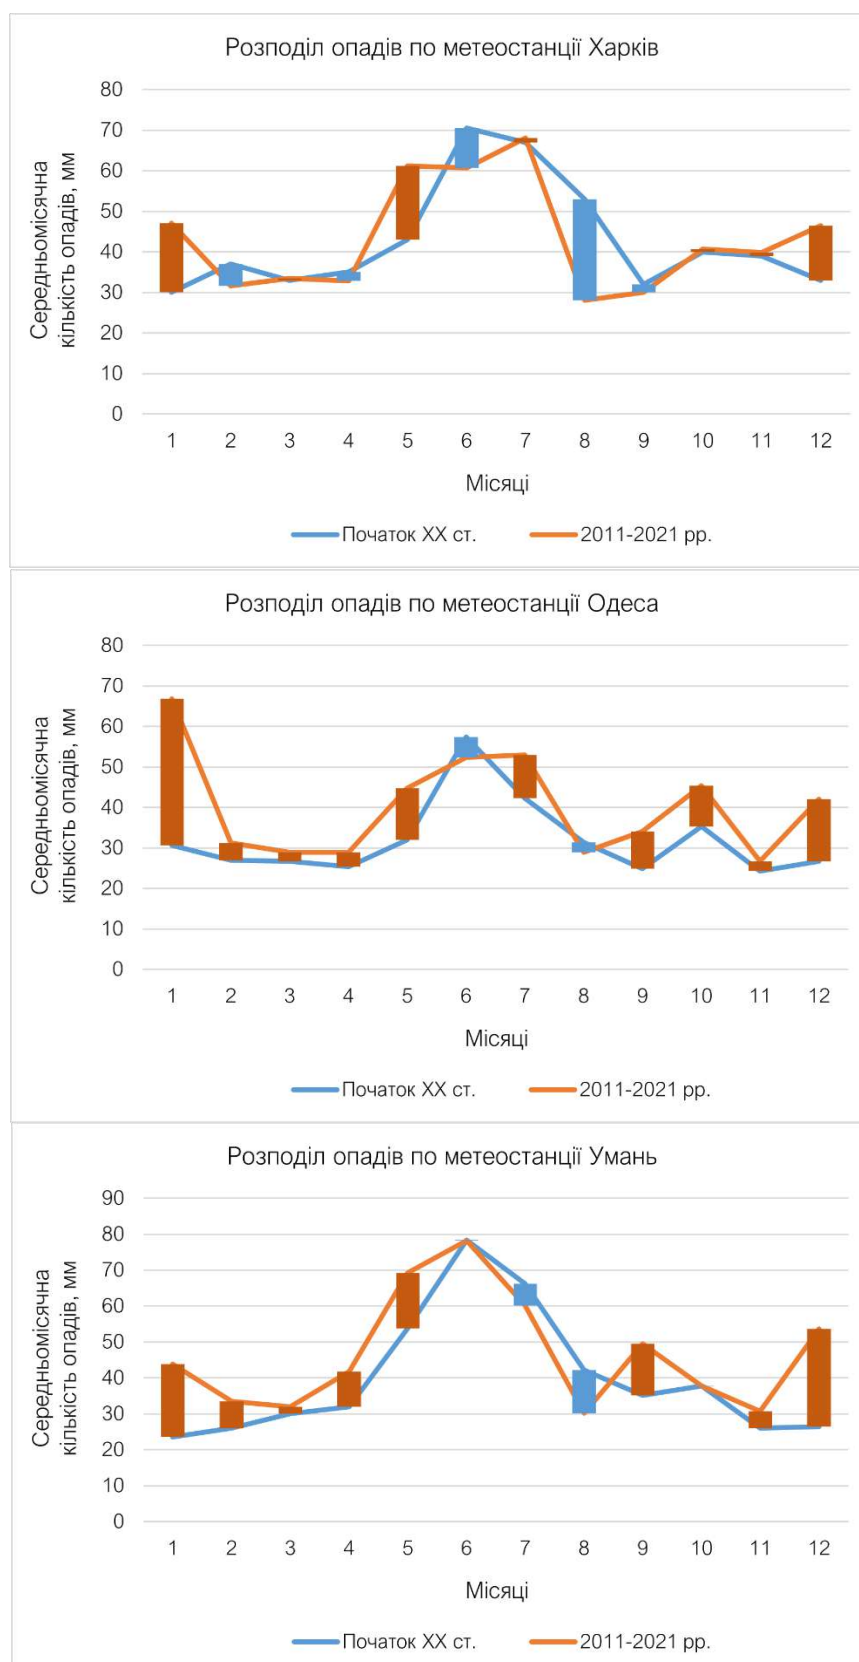 Розподіл опадів по метеостанції Харків
Середньомісячна
кількість опадів, мм
80
70
60
50
40
30
20
10
0
1 2 3 4 5 6 7 8 9 10 11 12
Місяці
Початок ХХ ст. 2011-2021 рр.
Розподіл опадів по метеостанції Одеса
Середньомісячна
кількість опадів, мм
80
70
60
50
40
30
20
10
0
1 2 3 4 5 6 7 8 9 10 11 12
Місяці
Початок ХХ ст. 2011-2021 рр.
Розподіл опадів по метеостанції Умань
Середньомісячна
кількість опадів, мм
90
80
70
60
50
40
30
20
10
0
1 2 3 4 5 6 7 8 9 10 11 12
Місяці
Початок ХХ ст. 2011-2021 рр.